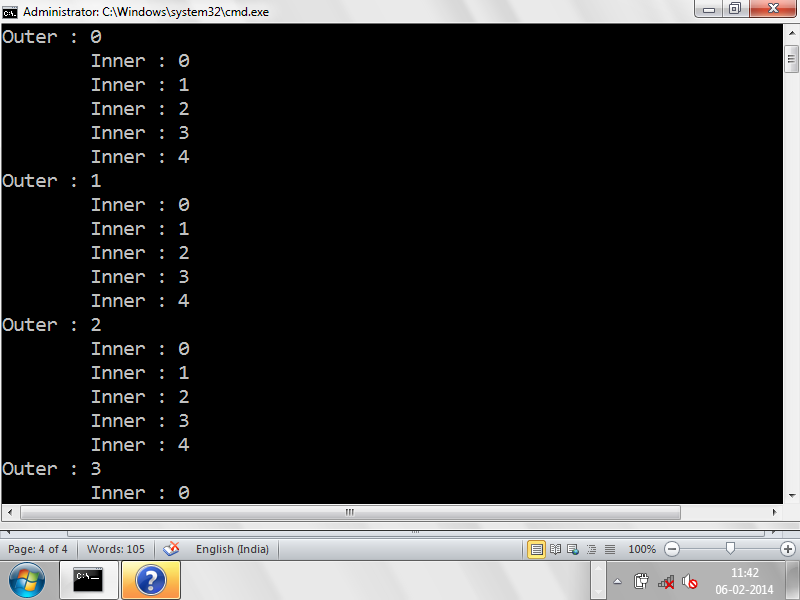 Administrator: C:\Windows\system32\cmd.exe
Outer : 0
Inner : 0
Inner : 1
Inner : 2
Inner : 3
Inner : 4
Outer : 1
Inner : 0
Inner : 1
Inner : 2
Inner : 3
Inner : 4
Outer : 2
Inner : 0
Inner : 1
Inner : 2
Inner : 3
Inner : 4
Outer : 3
Inner : 0
Page: 4 of 4 Words: 105 English (India) 100%
11:42
06-02-2014